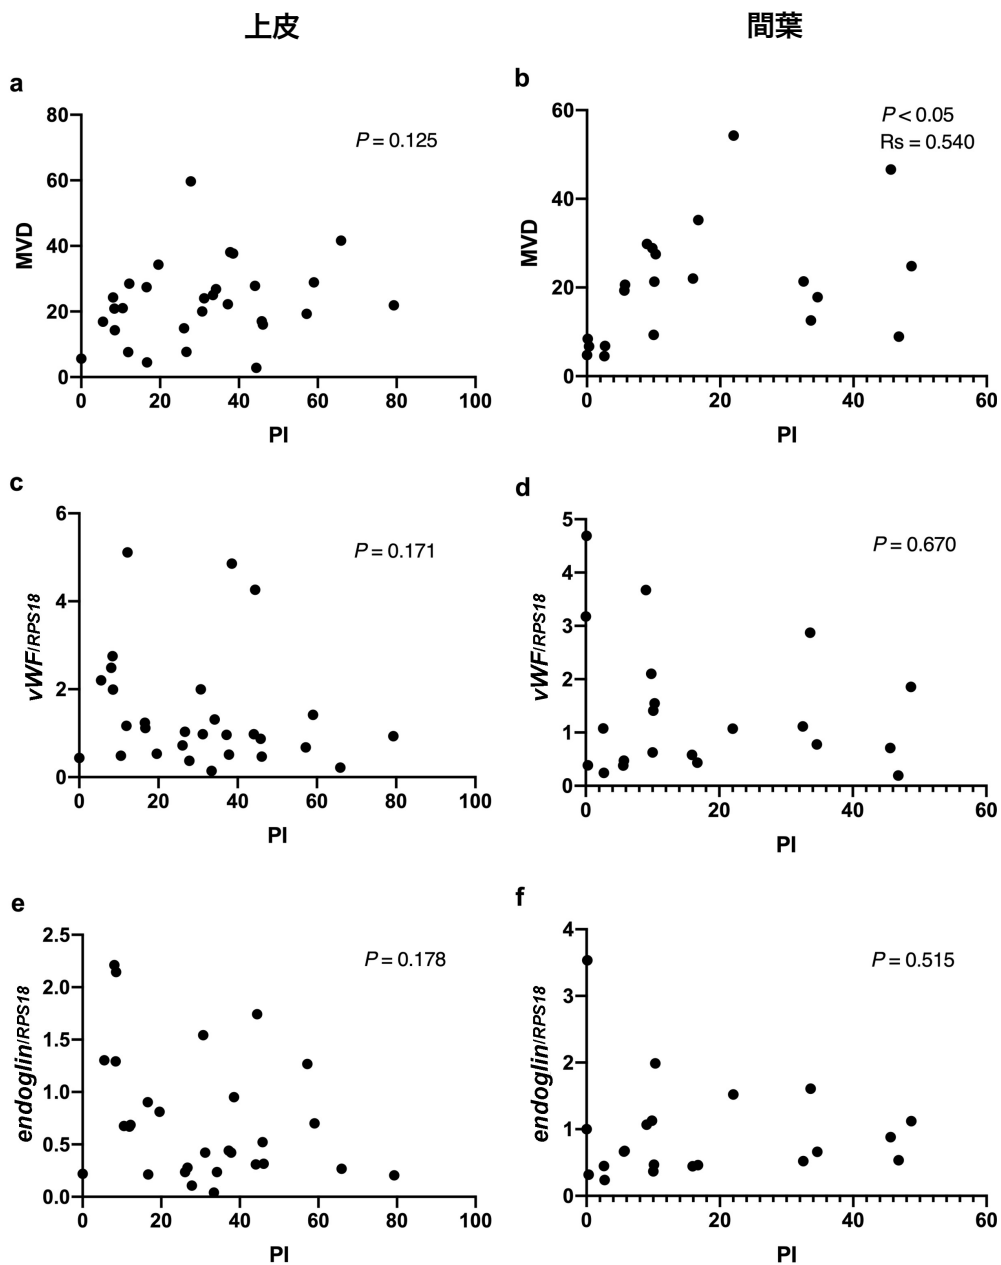 上皮
間葉
a
80
60
40
20
0
MVD
P = 0.125
0 20 40 60 80 100
PI
b
60
40
20
0
MVD
P < 0.05
Rs = 0.540
0 20 40 60
PI
c
6
4
2
0
vWF/RPS18
P = 0.171
0 20 40 60 80 100
PI
d
5
4
3
2
1
0
vWF/RPS18
P = 0.670
0 20 40 60
PI
e
2.5
2.0
1.5
1.0
0.5
0.0
endoglin/RPS18
P = 0.178
0 20 40 60 80 100
PI
f
4
3
2
1
0
endoglin/RPS18
P = 0.515
0 20 40 60
PI